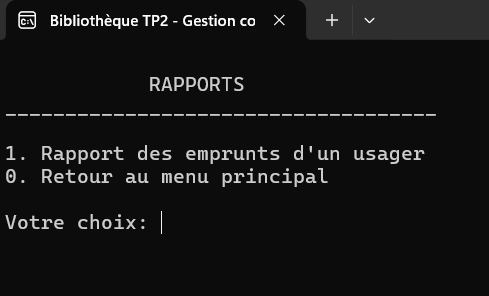 Bibliothèque TP2 - Gestion co
RAPPORTS
------------------------------------
1. Rapport des emprunts d'un usager
0. Retour au menu principal
Votre choix: